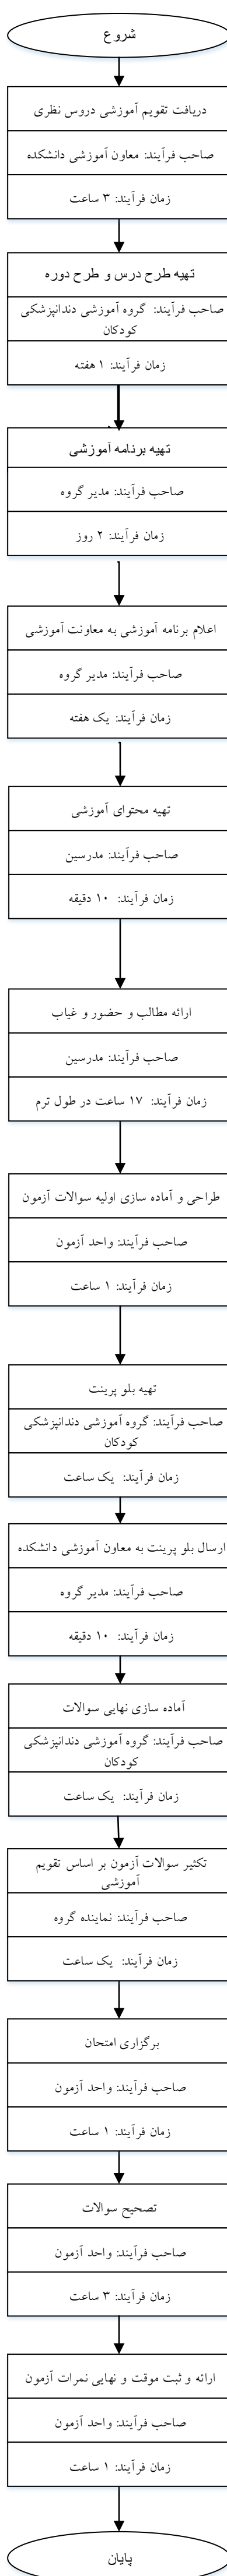 شروع
دریافت تقویم آموزشی دروس نظری
صاحب فرآیند: معاون آموزشی دانشکده
زمان فرآیند: ۳ ساعت
تهیه طرح درس و طرح دوره
صاحب فرآیند: گروه آموزشی دندانپزشکی
کودکان
زمان فرآیند: ۱ هفته
تهیه برنامه آموزشی
صاحب فرآیند: مدیر گروه
زمان فرآیند: ۲ روز
اعلام برنامه آموزشی به معاونت آموزشی
صاحب فرآیند: مدیر گروه
زمان فرآیند: یک هفته
تهیه محتوای آموزشی
صاحب فرآیند: مدرسین
زمان فرآیند: ۱۰ دقیقه
ارائه مطالب و حضور و غیاب
صاحب فرآیند: مدرسین
زمان فرآیند: ۱۷ ساعت در طول ترم
طراحی و آماده سازی اولیه سوالات آزمون
صاحب فرآیند: واحد آزمون
زمان فرآیند: ۱ ساعت
تهیه بلو پرینت
صاحب فرآیند: گروه آموزشی دندانپزشکی
کودکان
زمان فرآیند: یک ساعت
ارسال بلو پرینت به معاون آموزشی دانشکده
صاحب فرآیند: مدیر گروه
زمان فرآیند: ۱۰ دقیقه
آماده سازی نهایی سوالات
صاحب فرآیند: گروه آموزشی دندانپزشکی
کودکان
زمان فرآیند: یک ساعت
تکثیر سوالات آزمون بر اساس تقویم
آموزشی
صاحب فرآیند: نماینده گروه
زمان فرآیند: یک ساعت
برگزاری امتحان
صاحب فرآیند: واحد آزمون
زمان فرآیند: ۱ ساعت
تصحیح سوالات
صاحب فرآیند: واحد آزمون
زمان فرآیند: ۳ ساعت
ارائه و ثبت موقت و نهایی نمرات آزمون
صاحب فرآیند: واحد آزمون
زمان فرآیند: ۱ ساعت
پایان